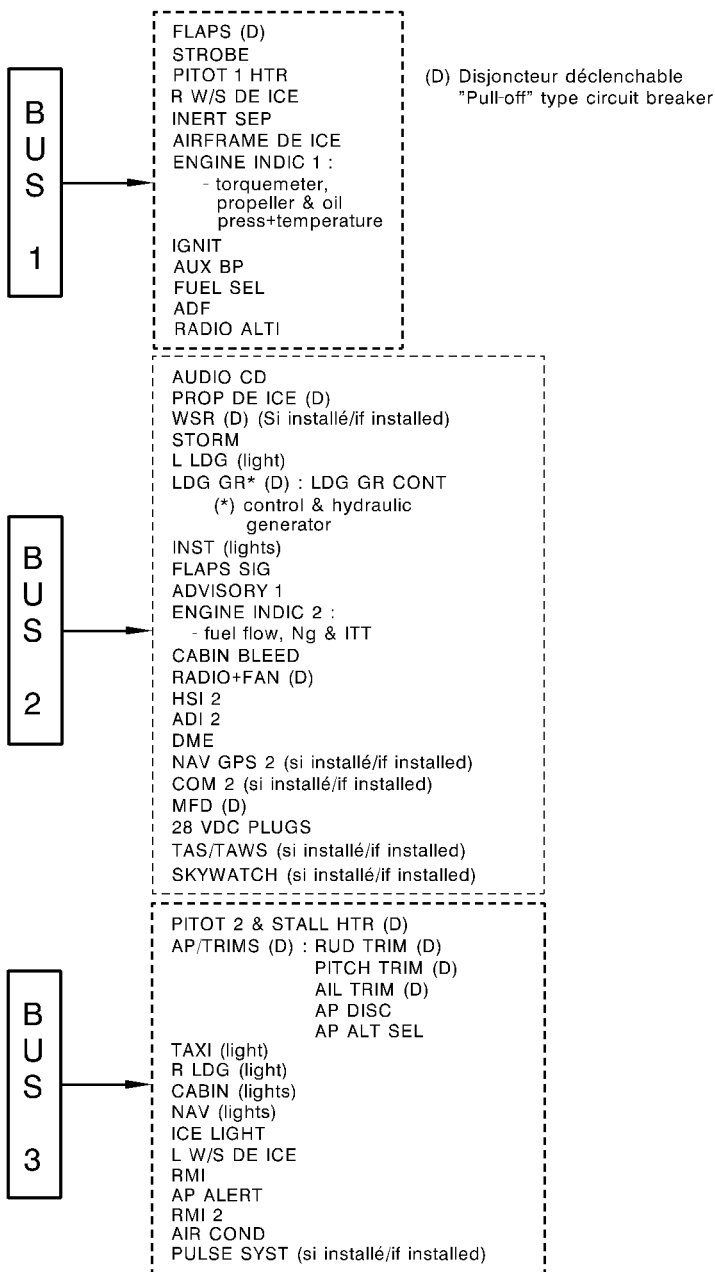 BUS 1
FLAPS (D)
STROBE
PITOT 1 HTR
R W/S DE ICE
INERT SEP
AIRFRAME DE ICE
ENGINE INDIC 1 :
- torquemeter,
propeller & oil
press+temperature
IGNIT
AUX BP
FUEL SEL
ADF
RADIO ALTI
(D) Disjoncteur déclenchable
"Pull-off" type circuit breaker
BUS 2
AUDIO CD
PROP DE ICE (D)
WSR (D) (Si installé/if installed)
STORM
L LDG (light)
LDG GR* (D) : LDG GR CONT
(*) control & hydraulic
generator
INST (lights)
FLAPS SIG
ADVISORY 1
ENGINE INDIC 2 :
- fuel flow, Ng & ITT
CABIN BLEED
RADIO+FAN (D)
HSI 2
ADI 2
DME
NAV GPS 2 (si installé/if installed)
COM 2 (si installé/if installed)
MFD (D)
28 VDC PLUGS
TAS/TAWS (si installé/if installed)
SKYWATCH (si installé/if installed)
BUS 3
PITOT 2 & STALL HTR (D)
AP/TRIMS (D) : RUD TRIM (D)
PITCH TRIM (D)
AIL TRIM (D)
AP DISC
AP ALT SEL
TAXI (light)
R LDG (light)
CABIN (lights)
NAV (lights)
ICE LIGHT
L W/S DE ICE
RMI
AP ALERT
RMI 2
AIR COND
PULSE SYST (si installé/if installed)